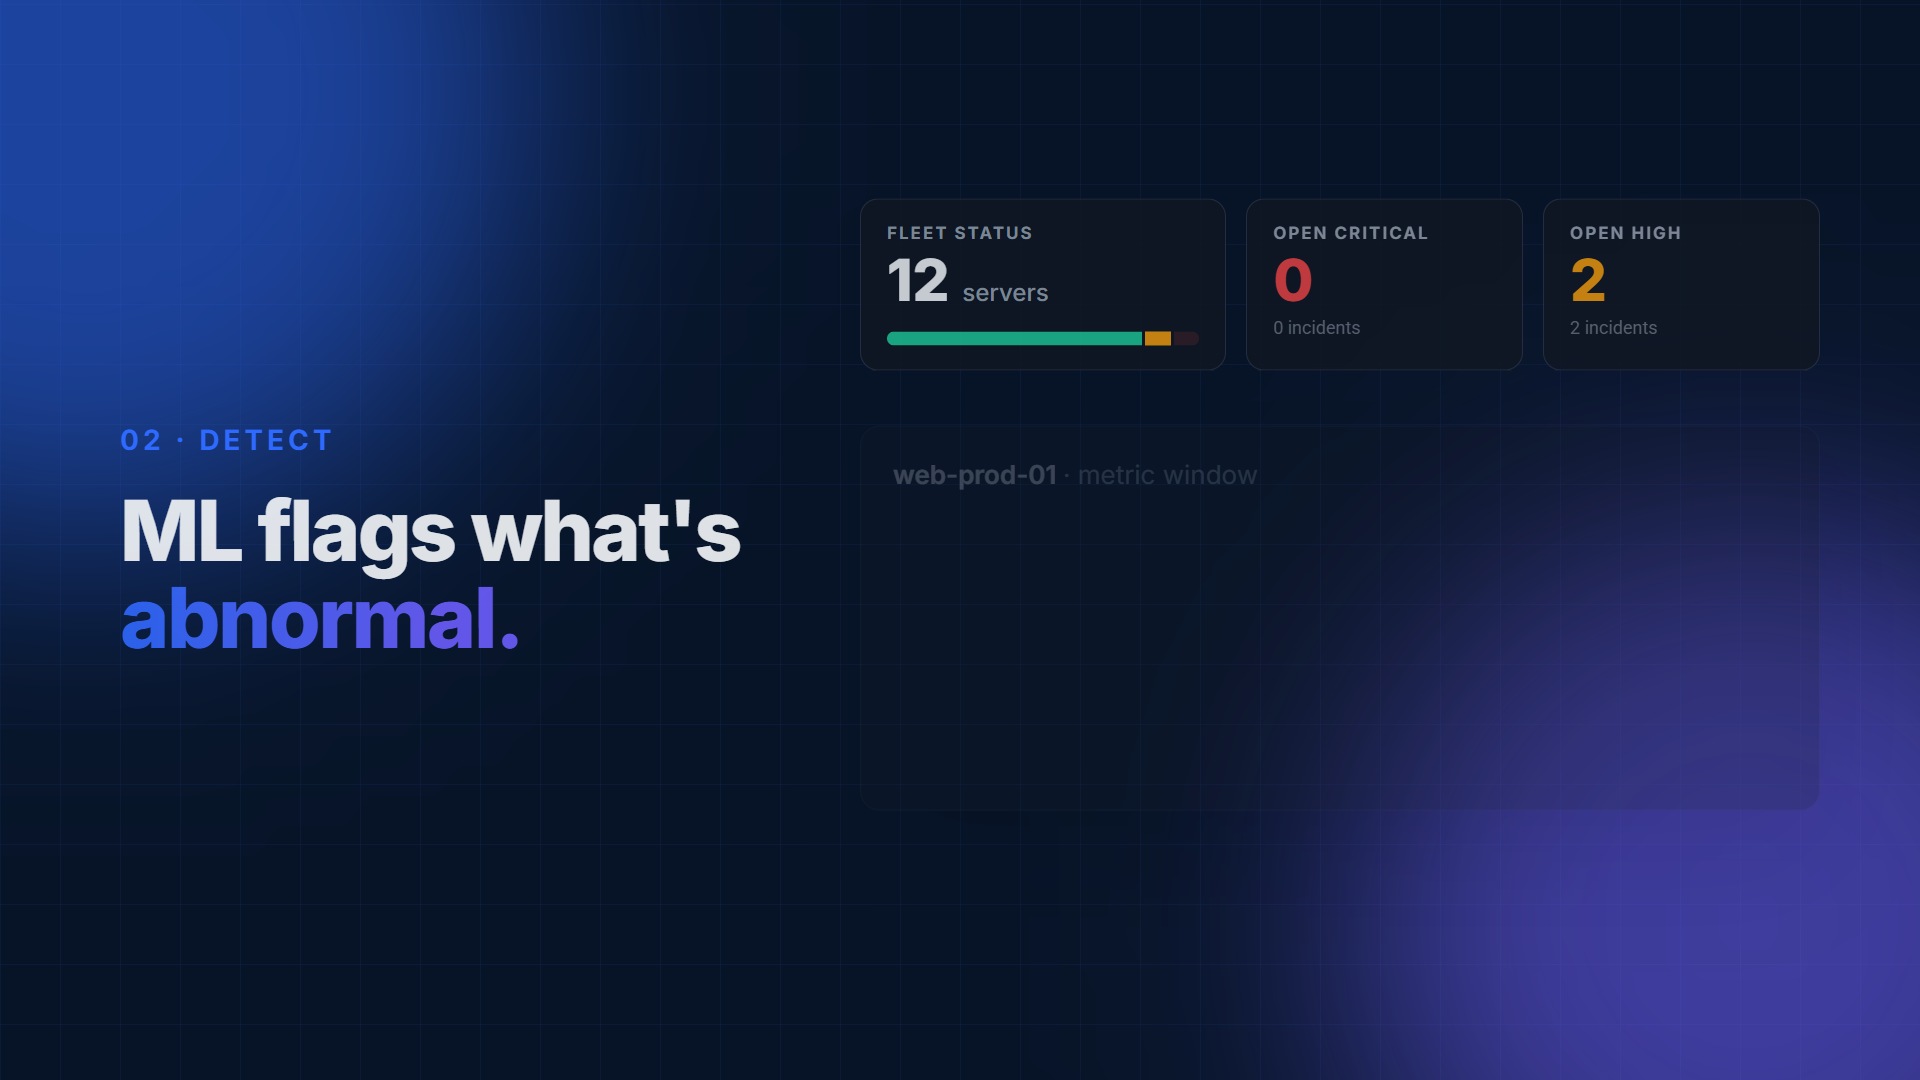 02 · DETECT
ML flags what's
abnormal.
FLEET STATUS
12 servers
OPEN CRITICAL
0
0 incidents
OPEN HIGH
2
2 incidents
web-prod-01 · metric window